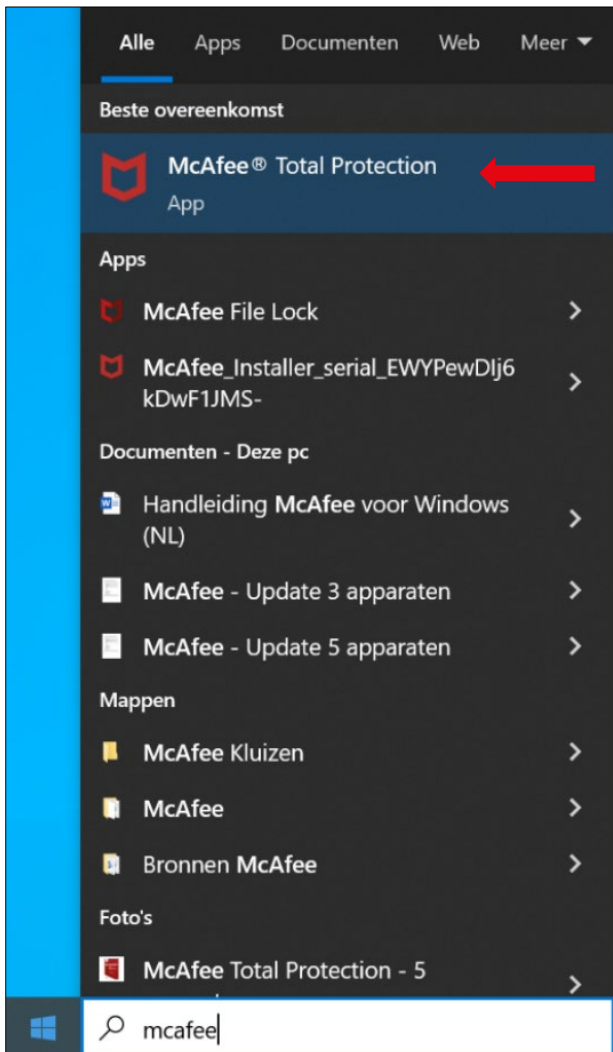 Alle Apps Documenten Web Meer
Beste overeenkomst
McAfee® Total Protection
App
Apps
McAfee File Lock
McAfee_Installer_serial_EWYPewDIj6
kDwF1JMS-
Documenten - Deze pc
Handleiding McAfee voor Windows
(NL)
McAfee - Update 3 apparaten
McAfee - Update 5 apparaten
Mappen
McAfee Kluizen
McAfee
Bronnen McAfee
Foto's
McAfee Total Protection - 5
mcafee